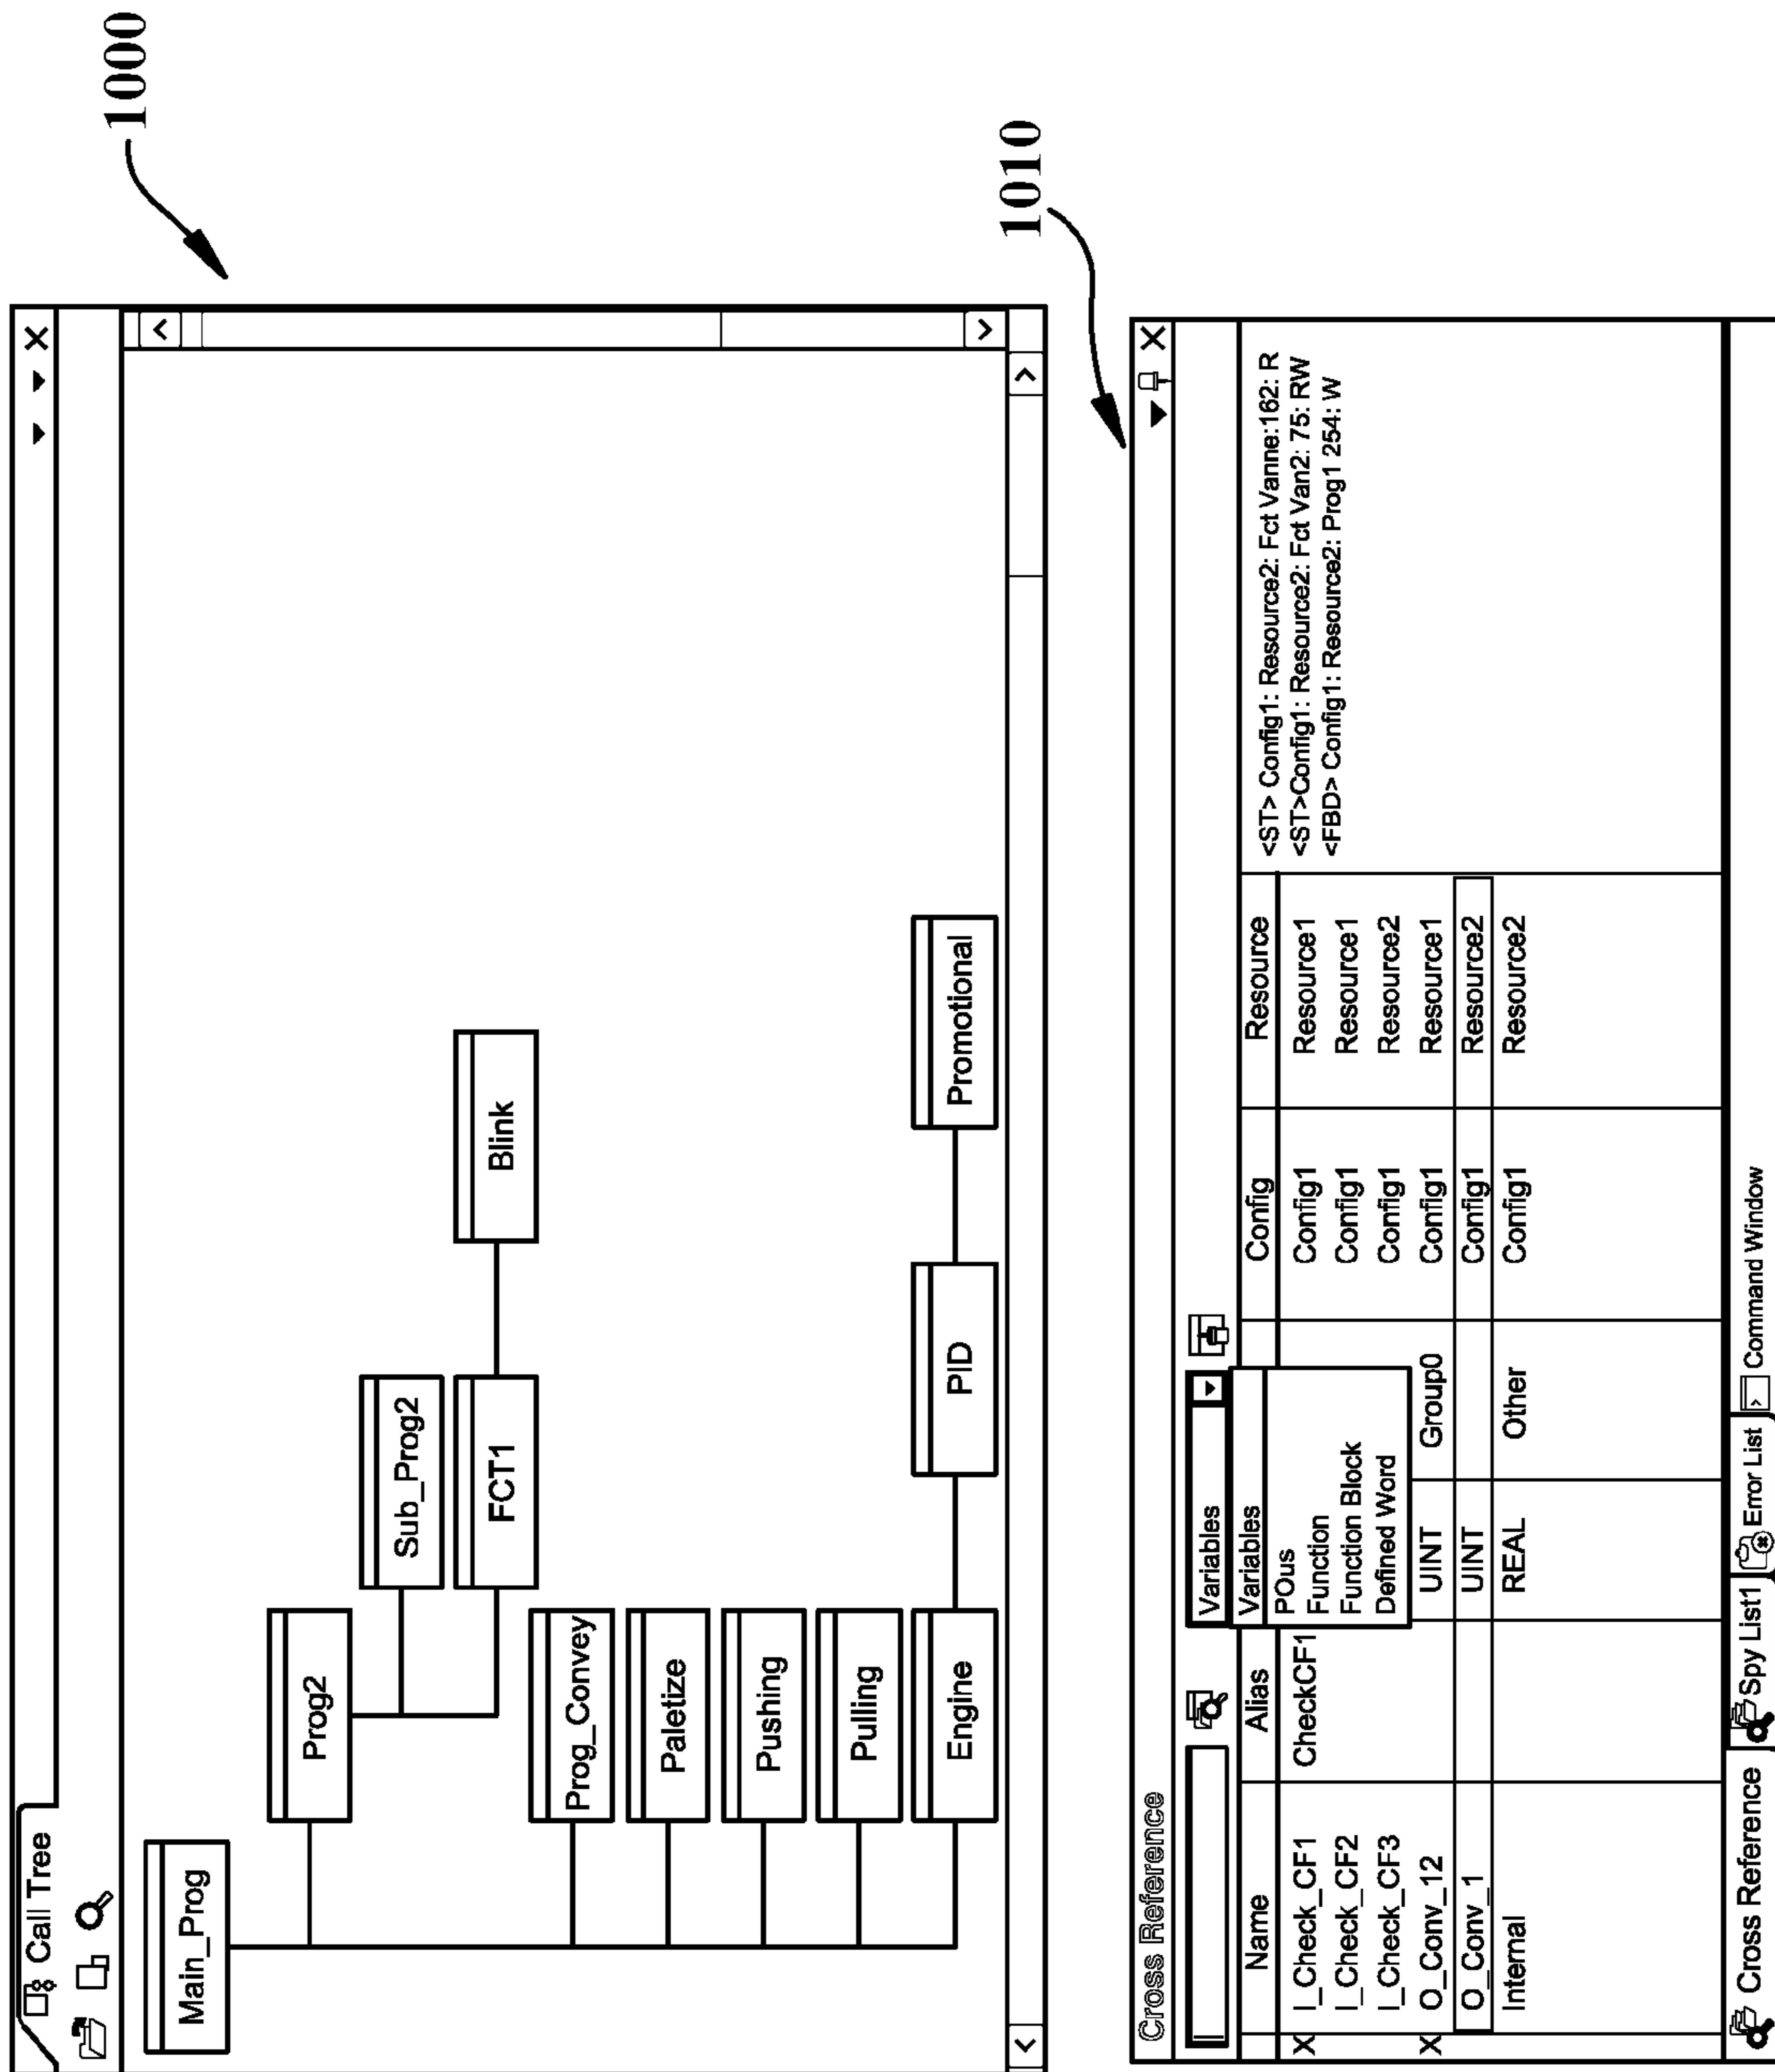 1000
Call Tree
Main_Prog
Prog2
Sub_Prog2
FCT1
Blink
Prog_Convey
Paletize
Pushing
Pulling
Engine
PID
Promotional
1010
Cross Reference
Variables
Variables
POus
Function
Function Block
Defined Word
Name Alias Config Resource
X I_Check_CF1 CheckCF1 Config1 Resource1
I_Check_CF2 Config1 Resource1
I_Check_CF3 Config1 Resource2
X O_Conv_12 UINT Group0 Config1 Resource1
O_Conv_1 UINT Config1 Resource2
Internal REAL Other Config1 Resource2
<ST> Config1: Resource2: Fct Vanne:162: R
<ST>Config1: Resource2: Fct Van2: 75: RW
<FBD> Config1: Resource2: Prog1 254: W
Cross Reference Spy List1 Error List Command Window